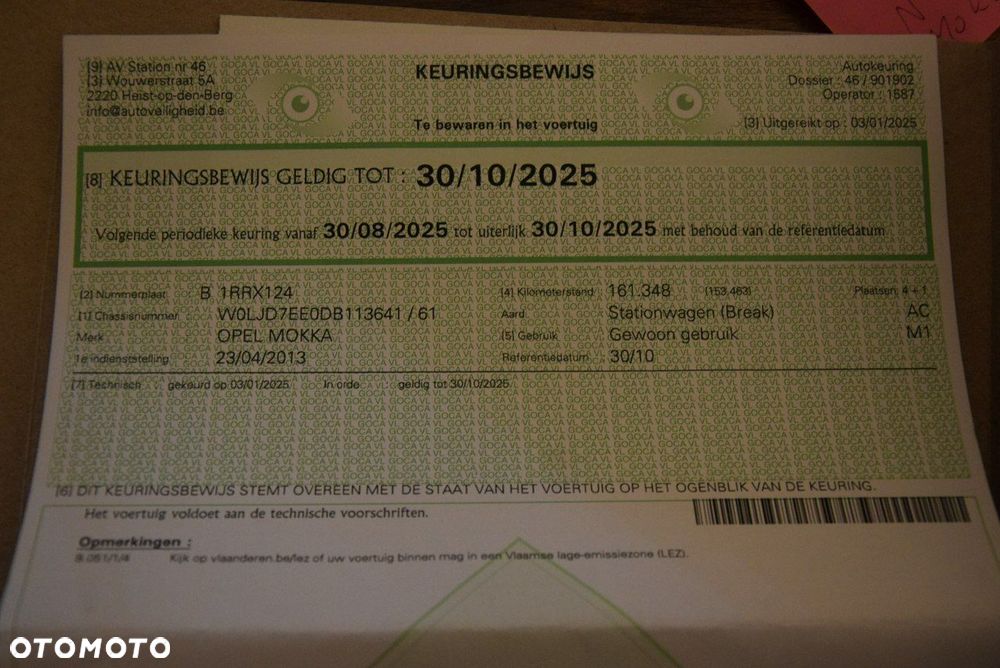 [9] AV Station nr 46
[3] Wouwerstraat 5A
2220 Heist-op-den-Berg
info@autoveiligheid.be
KEURINGSBEWIJS
Te bewaren in het voertuig
Autokeuring
Dossier : 46 / 901902
Operator : 1587
[3] Uitgereikt op : 03/01/2025
[8] KEURINGSBEWIJS GELDIG TOT : 30/10/2025
Volgende periodieke keuring vanaf 30/08/2025 tot uiterlijk 30/10/2025 met behoud van de referentiedatum
[2] Nummerplaat : B 1RRX124 [4] Kilometerstand 161.348 (153.463) Plaatsen: 4 + 1
[1] Chassisnummer W0LJD7EE0DB113641 / 61 Aard Stationwagen (Break) AC
Merk OPEL MOKKA [5] Gebruik Gewoon gebruik M1
1e indienststelling 23/04/2013 Referentiedatum 30/10
[7] Technisch : gekeurd op 03/01/2025 In orde : geldig tot 30/10/2025
[6] DIT KEURINGSBEWIJS STEMT OVEREEN MET DE STAAT VAN HET VOERTUIG OP HET OGENBLIK VAN DE KEURING.
Het voertuig voldoet aan de technische voorschriften.
Opmerkingen :
Kijk op vlaanderen.be/lez of uw voertuig binnen mag in een Vlaamse lage-emissiezone (LEZ).
OTOMOTO